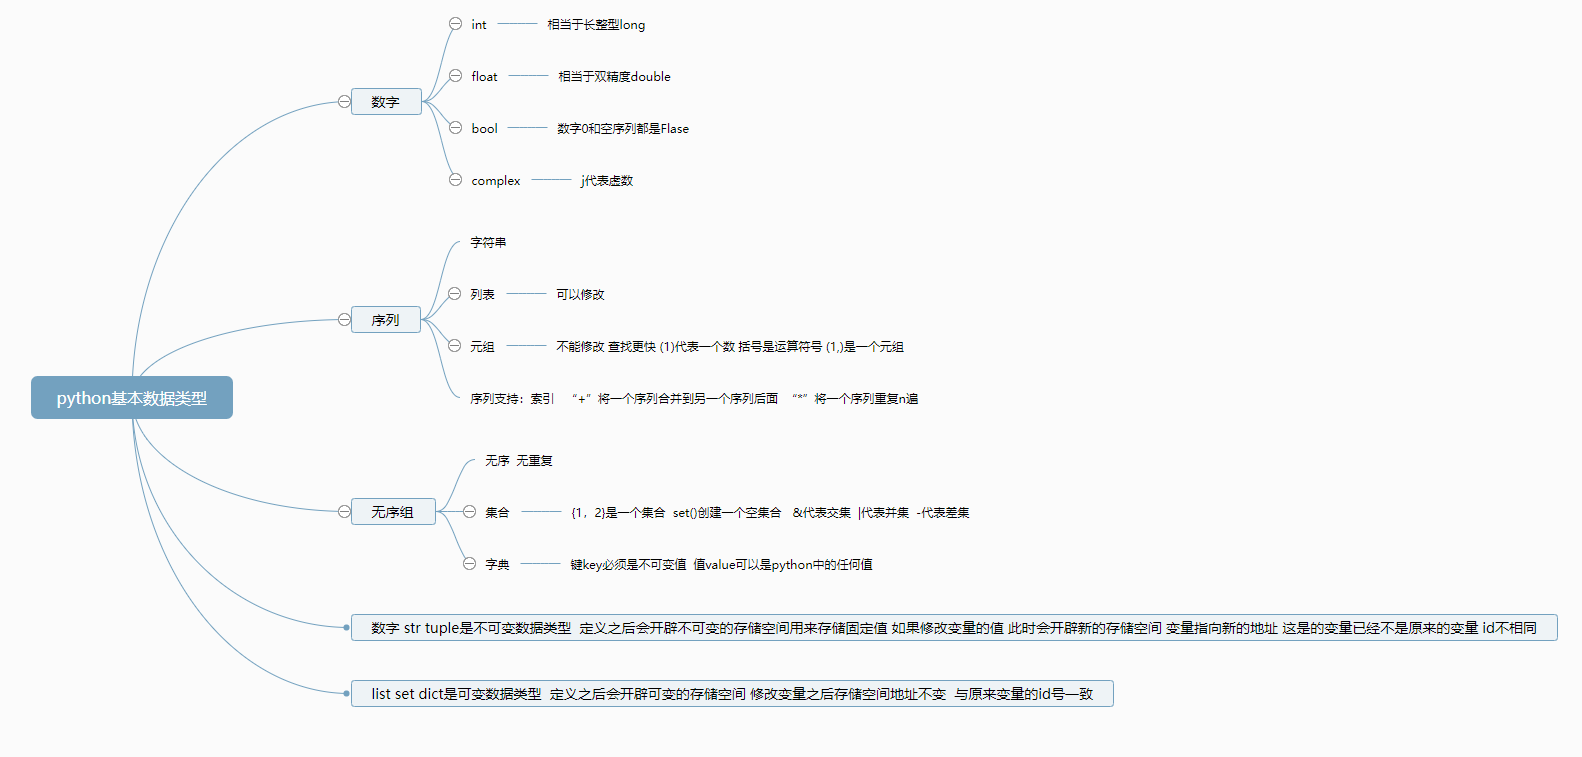 python基本数据类型
数字
int
相当于长整型long
float
相当于双精度double
bool
数字0和空序列都是Flase
complex
j代表虚数
序列
字符串
列表
可以修改
元组
不能修改 查找更快 (1)代表一个数 括号是运算符号 (1,)是一个元组
序列支持：索引 “+”将一个序列合并到另一个序列后面 “*”将一个序列重复n遍
无序组
无序 无重复
集合
{1，2}是一个集合 set()创建一个空集合 &代表交集 |代表并集 -代表差集
字典
键key必须是不可变值 值value可以是python中的任何值
数字 str tuple是不可变数据类型 定义之后会开辟不可变的存储空间用来存储固定值 如果修改变量的值 此时会开辟新的存储空间 变量指向新的地址 这是的变量已经不是原来的变量 id不相同
list set dict是可变数据类型 定义之后会开辟可变的存储空间 修改变量之后存储空间地址不变 与原来变量的id号一致